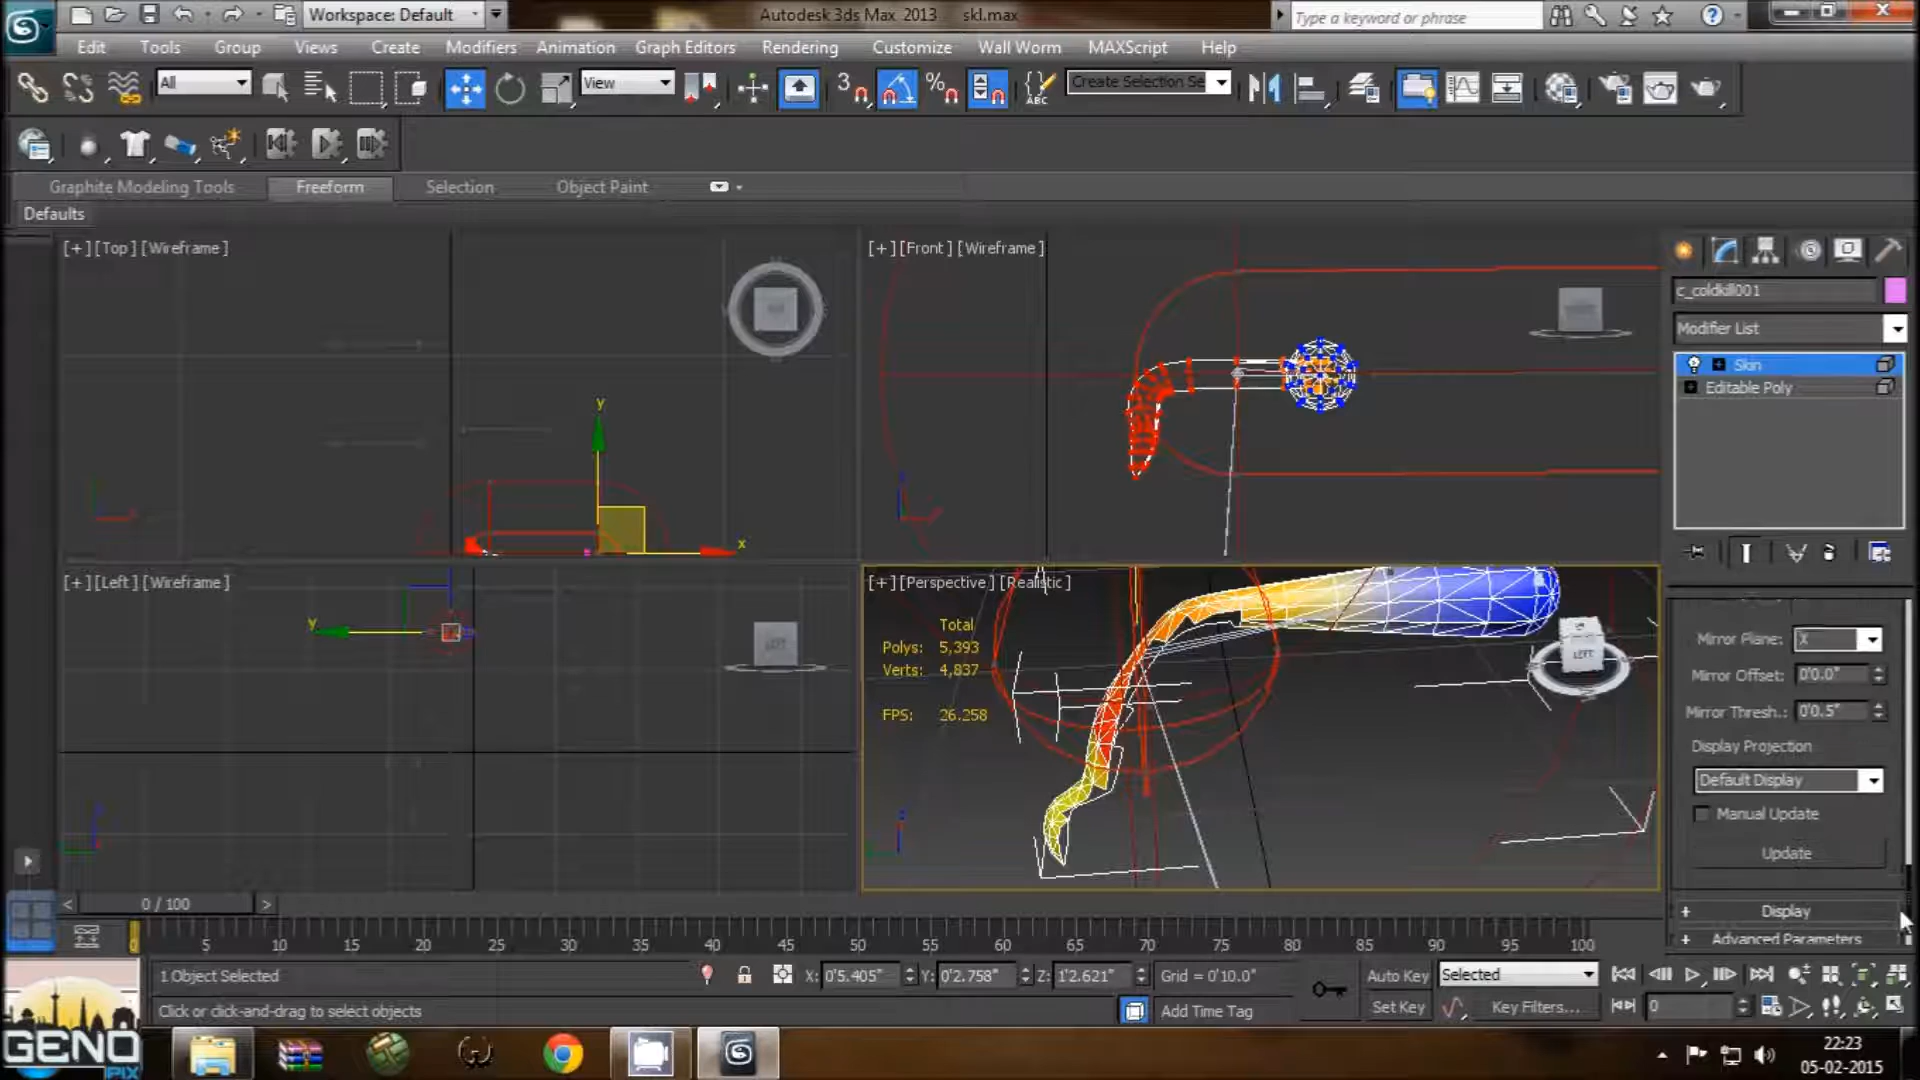 Workspace: Default
Autodesk 3ds Max 2013 skl.max
Type a keyword or phrase
Edit Tools Group Views Create Modifiers Animation Graph Editors Rendering Customize Wall Worm MAXScript Help
All
View
3
%
ABC
Create Selection Se
Graphite Modeling Tools Freeform Selection Object Paint
Defaults
[+][Top][Wireframe]
[+][Front][Wireframe]
y
x
[+][Left][Wireframe]
y
LEFT
[+][Perspective][Realistic]
Total
Polys: 5,393
Verts: 4,837
FPS: 26.258
LEFT
c_coldkill001
Modifier List
Skin
Editable Poly
Mirror Plane: X
Mirror Offset: 0'0.0"
Mirror Thresh.: 0'0.5"
Display Projection
Default Display
Manual Update
Update
+ Display
+ Advanced Parameters
< 0 / 100 >
0 5 10 15 20 25 30 35 40 45 50 55 60 65 70 75 80 85 90 95 100
1 Object Selected
X: 0'5.405" Y: 0'2.758" Z: 1'2.621" Grid = 0'10.0"
Auto Key Selected
Click or click-and-drag to select objects
Add Time Tag
Set Key Key Filters... 0
GENO
PIX
22:23
05-02-2015